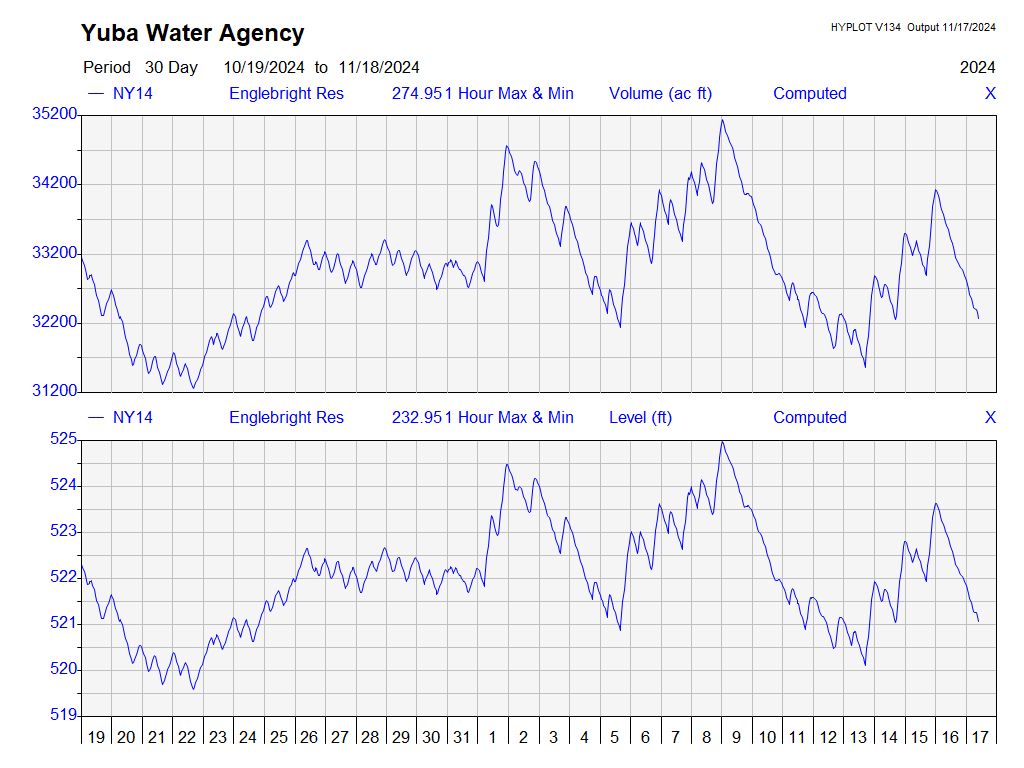 Yuba Water Agency
HYPLOT V134 Output 11/17/2024
Period 30 Day 10/19/2024 to 11/18/2024 2024
NY14 Englebright Res 274.951 Hour Max & Min Volume (ac ft) Computed X
35200
34200
33200
32200
31200
NY14 Englebright Res 232.951 Hour Max & Min Level (ft) Computed X
525
524
523
522
521
520
519
19 20 21 22 23 24 25 26 27 28 29 30 31 1 2 3 4 5 6 7 8 9 10 11 12 13 14 15 16 17